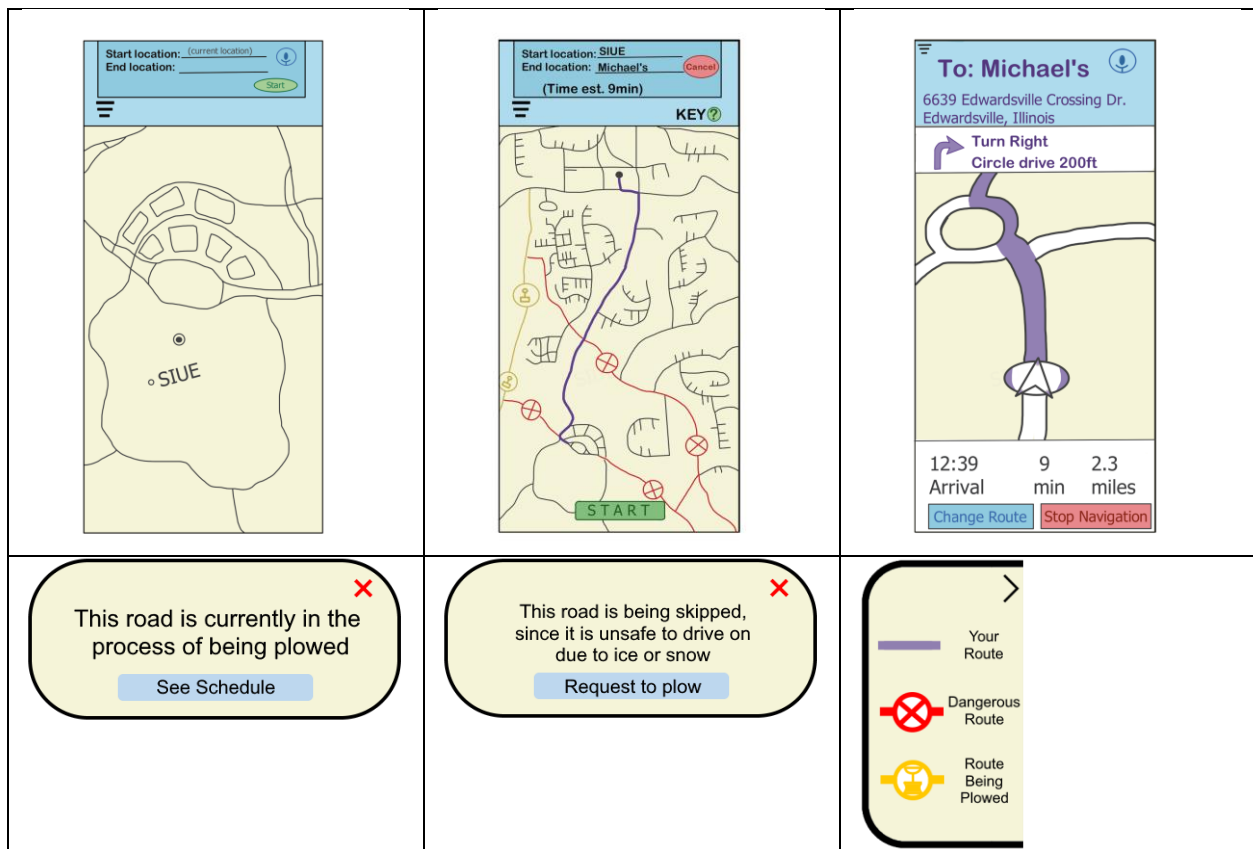 Start location: (current location)
End location:
Start
SIUE
Start location: SIUE
End location: Michael's
Cancel
(Time est. 9min)
KEY?
START
To: Michael's
6639 Edwardsville Crossing Dr.
Edwardsville, Illinois
Turn Right
Circle drive 200ft
12:39 9 2.3
Arrival min miles
Change Route Stop Navigation
This road is currently in the
process of being plowed
See Schedule
This road is being skipped,
since it is unsafe to drive on
due to ice or snow
Request to plow
Your
Route
Dangerous
Route
Route
Being
Plowed